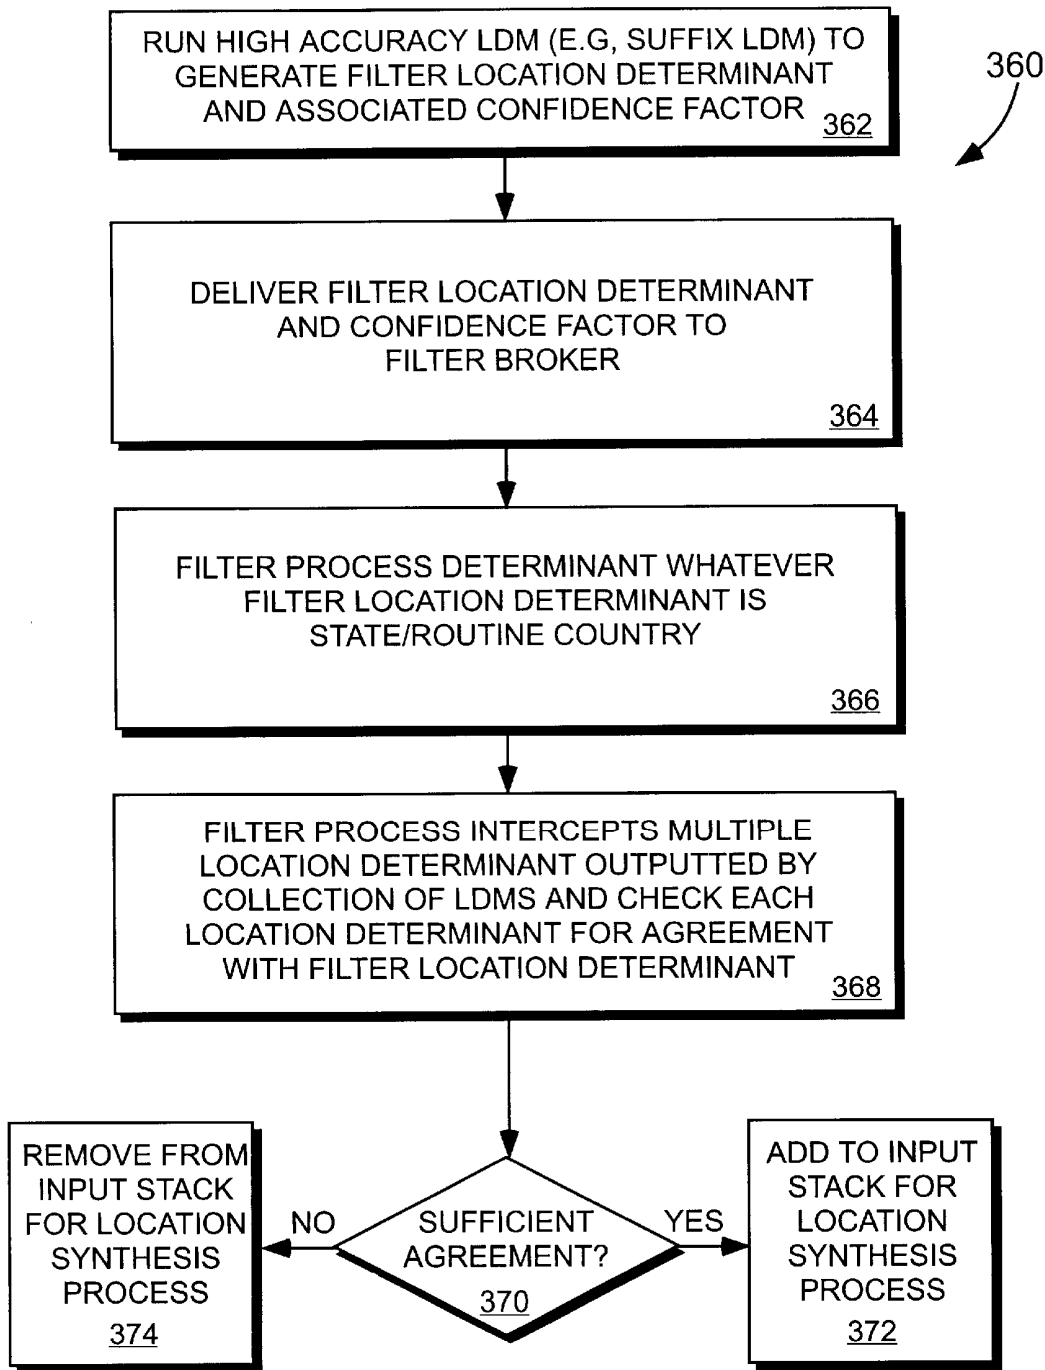 RUN HIGH ACCURACY LDM (E.G, SUFFIX LDM) TO
GENERATE FILTER LOCATION DETERMINANT
AND ASSOCIATED CONFIDENCE FACTOR
362
360
DELIVER FILTER LOCATION DETERMINANT
AND CONFIDENCE FACTOR TO
FILTER BROKER
364
FILTER PROCESS DETERMINANT WHATEVER
FILTER LOCATION DETERMINANT IS
STATE/ROUTINE COUNTRY
366
FILTER PROCESS INTERCEPTS MULTIPLE
LOCATION DETERMINANT OUTPUTTED BY
COLLECTION OF LDMS AND CHECK EACH
LOCATION DETERMINANT FOR AGREEMENT
WITH FILTER LOCATION DETERMINANT
368
REMOVE FROM
INPUT STACK
FOR LOCATION
SYNTHESIS
PROCESS
374
NO
SUFFICIENT
AGREEMENT?
370
YES
ADD TO INPUT
STACK FOR
LOCATION
SYNTHESIS
PROCESS
372